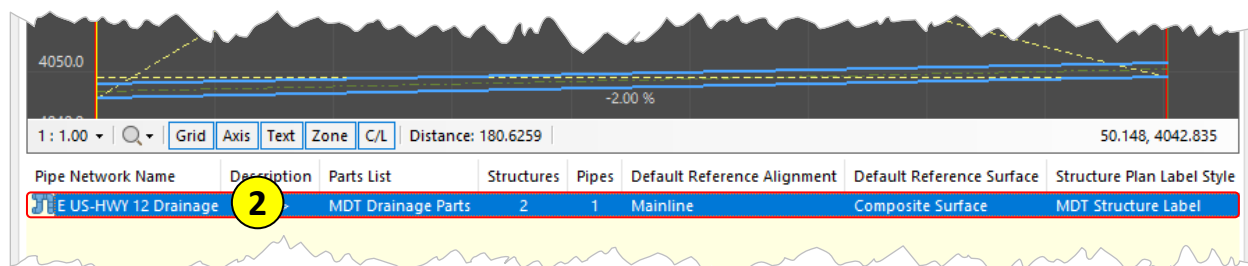 4050.0
-2.00 %
1 : 1.00 Grid Axis Text Zone C/L Distance: 180.6259 50.148, 4042.835
Pipe Network Name Description Parts List Structures Pipes Default Reference Alignment Default Reference Surface Structure Plan Label Style
E US-HWY 12 Drainage 2 > MDT Drainage Parts 2 1 Mainline Composite Surface MDT Structure Label